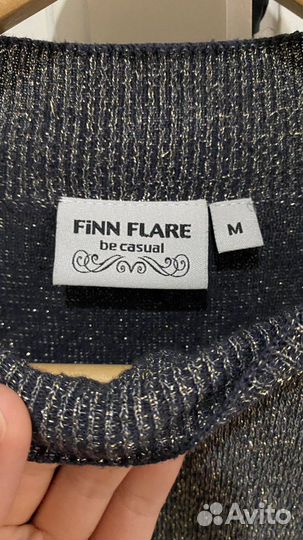 FiNN FLARE
be casual
M
Avito